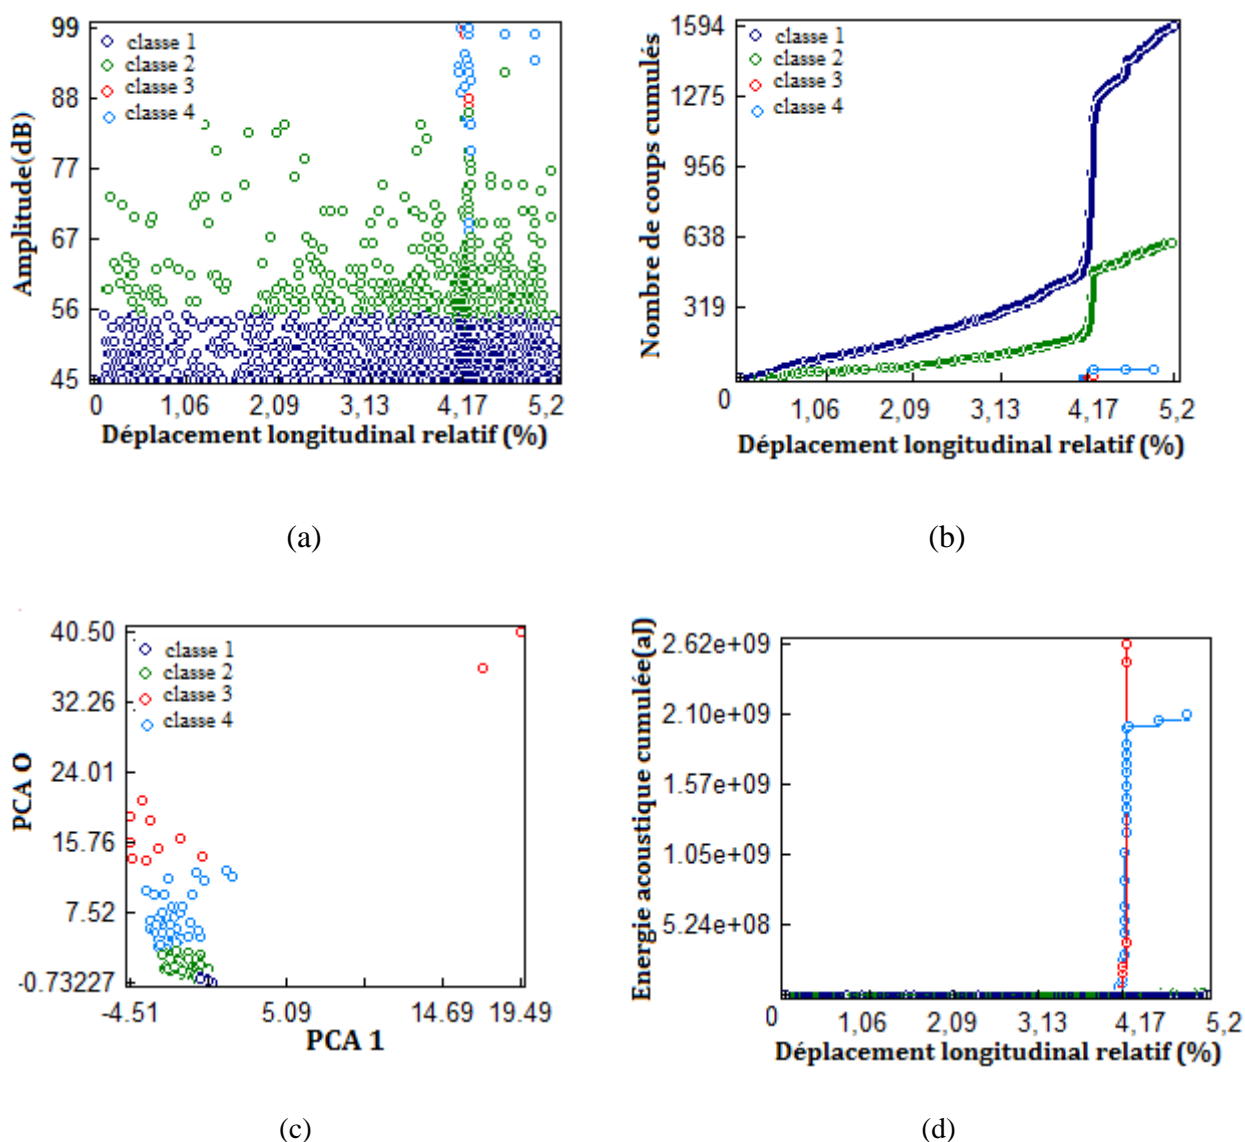 Amplitude(dB)
99
88
77
67
56
45
classe 1
classe 2
classe 3
classe 4
0 1,06 2,09 3,13 4,17 5,2
Déplacement longitudinal relatif (%)
(a)
Nombre de coups cumulés
1594
1275
956
638
319
classe 1
classe 2
classe 3
classe 4
0 1,06 2,09 3,13 4,17 5,2
Déplacement longitudinal relatif (%)
(b)
PCA O
40.50
32.26
24.01
15.76
7.52
-0.73227
classe 1
classe 2
classe 3
classe 4
-4.51 5.09 14.69 19.49
PCA 1
(c)
Energie acoustique cumulée(aJ)
2.62e+09
2.10e+09
1.57e+09
1.05e+09
5.24e+08
0 1,06 2,09 3,13 4,17 5,2
Déplacement longitudinal relatif (%)
(d)